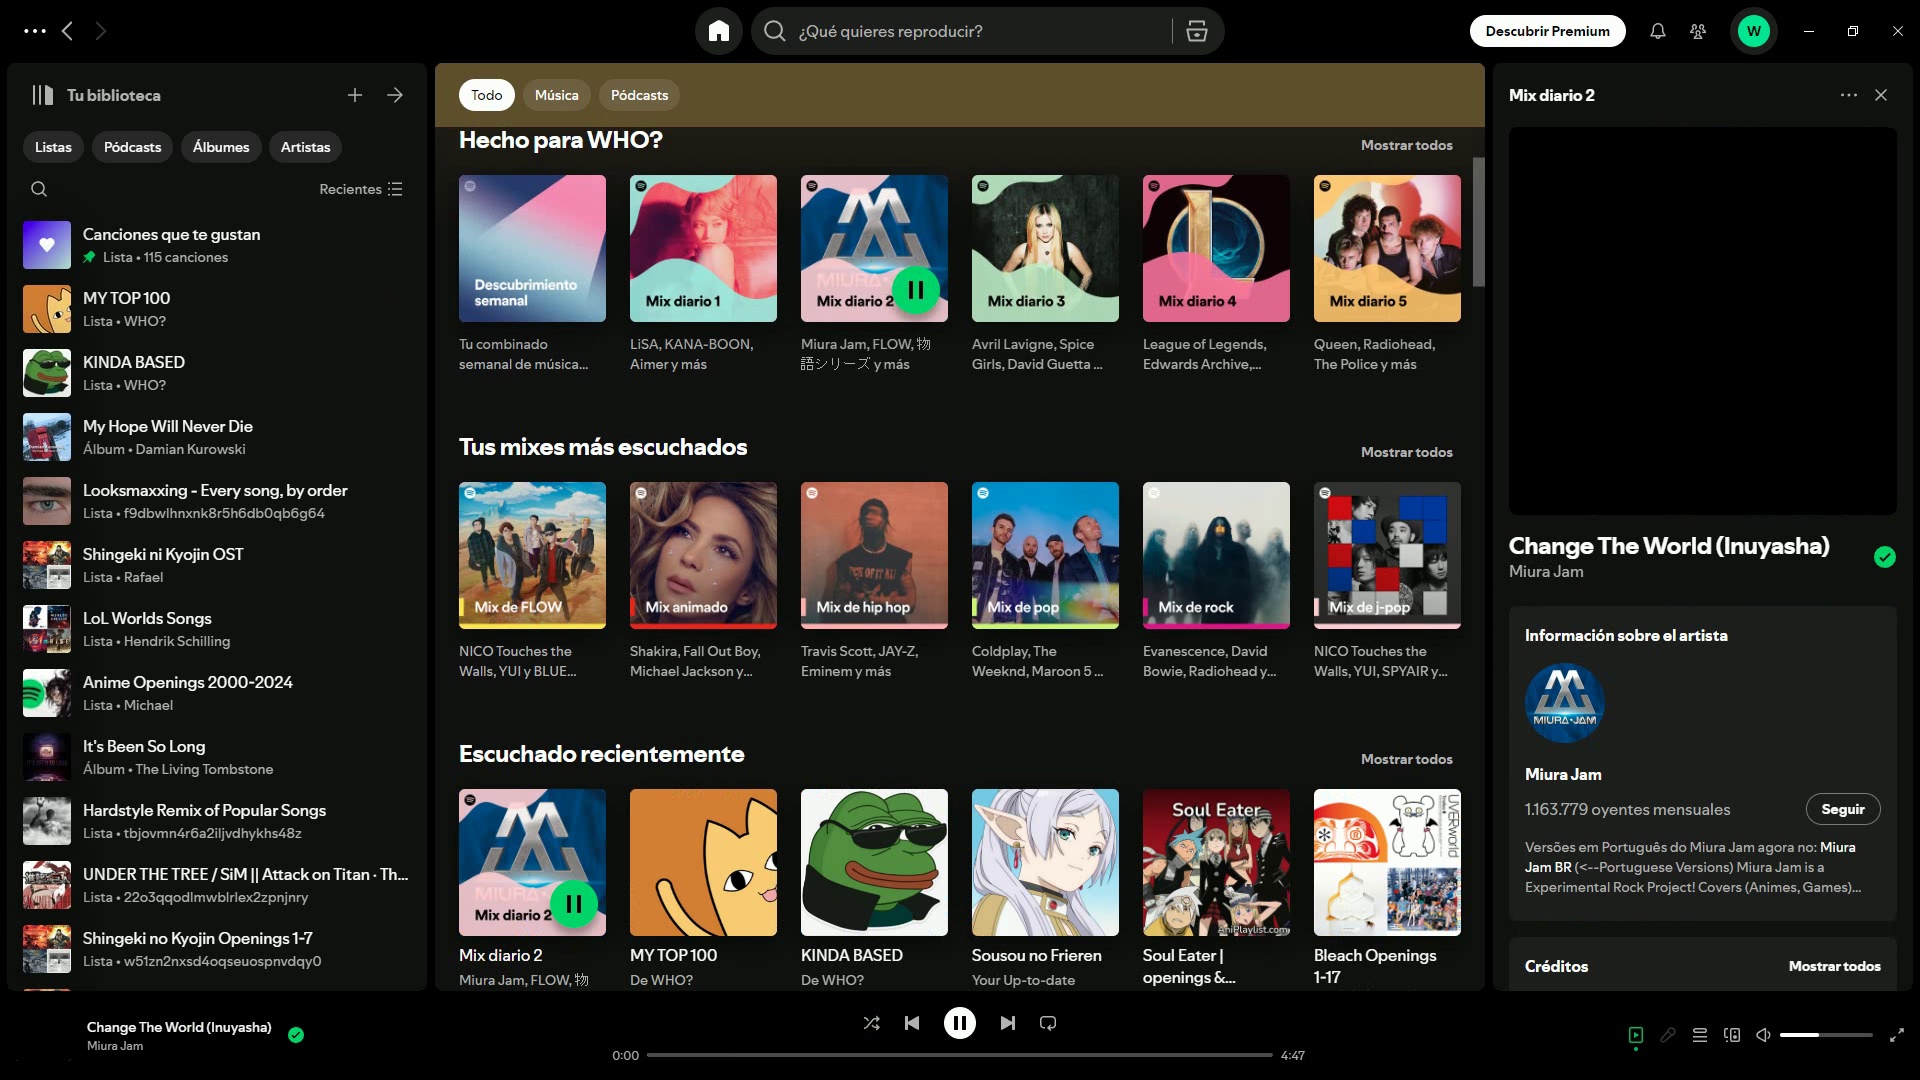 ¿Qué quieres reproducir?
Descubrir Premium
W
Tu biblioteca
Listas
Pódcasts
Álbumes
Artistas
Recientes
Canciones que te gustan
Lista • 115 canciones
MY TOP 100
Lista • WHO?
KINDA BASED
Lista • WHO?
My Hope Will Never Die
Álbum • Damian Kurowski
Looksmaxxing - Every song, by order
Lista • f9dbwlhnxnk8r5h6db0qb6g64
Shingeki ni Kyojin OST
Lista • Rafael
LoL Worlds Songs
Lista • Hendrik Schilling
Anime Openings 2000-2024
Lista • Michael
It's Been So Long
Álbum • The Living Tombstone
Hardstyle Remix of Popular Songs
Lista • tbjovmn4r6a2iljvdhykhs48z
UNDER THE TREE / SiM || Attack on Titan · Th...
Lista • 22o3qqodlmwblrlex2zpnjnry
Shingeki no Kyojin Openings 1-7
Lista • w51zn2nxsd4oqseuospnvdqy0
Todo
Música
Pódcasts
Hecho para WHO?
Mostrar todos
Descubrimiento
semanal
Mix diario 1
MIURA·JAM
Mix diario 2
Mix diario 3
Mix diario 4
Mix diario 5
Tu combinado
semanal de música...
LiSA, KANA-BOON,
Aimer y más
Miura Jam, FLOW, 物
語シリーズ y más
Avril Lavigne, Spice
Girls, David Guetta ...
League of Legends,
Edwards Archive,...
Queen, Radiohead,
The Police y más
Tus mixes más escuchados
Mostrar todos
Mix de FLOW
Mix animado
Mix de hip hop
Mix de pop
Mix de rock
Mix de j-pop
NICO Touches the
Walls, YUI y BLUE...
Shakira, Fall Out Boy,
Michael Jackson y...
Travis Scott, JAY-Z,
Eminem y más
Coldplay, The
Weeknd, Maroon 5 ...
Evanescence, David
Bowie, Radiohead y...
NICO Touches the
Walls, YUI, SPYAIR y...
Escuchado recientemente
Mostrar todos
MIURA·JAM
Mix diario 2
Soul Eater
AniPlaylist.com
UVERworld
Mix diario 2
Miura Jam, FLOW, 物
MY TOP 100
De WHO?
KINDA BASED
De WHO?
Sousou no Frieren
Your Up-to-date
Soul Eater |
openings &...
Bleach Openings
1-17
Mix diario 2
Change The World (Inuyasha)
Miura Jam
Información sobre el artista
MIURA·JAM
Miura Jam
1.163.779 oyentes mensuales
Seguir
Versões em Português do Miura Jam agora no: Miura
Jam BR (<--Portuguese Versions) Miura Jam is a
Experimental Rock Project! Covers (Animes, Games)...
Créditos
Mostrar todos
Change The World (Inuyasha)
Miura Jam
0:00
4:47